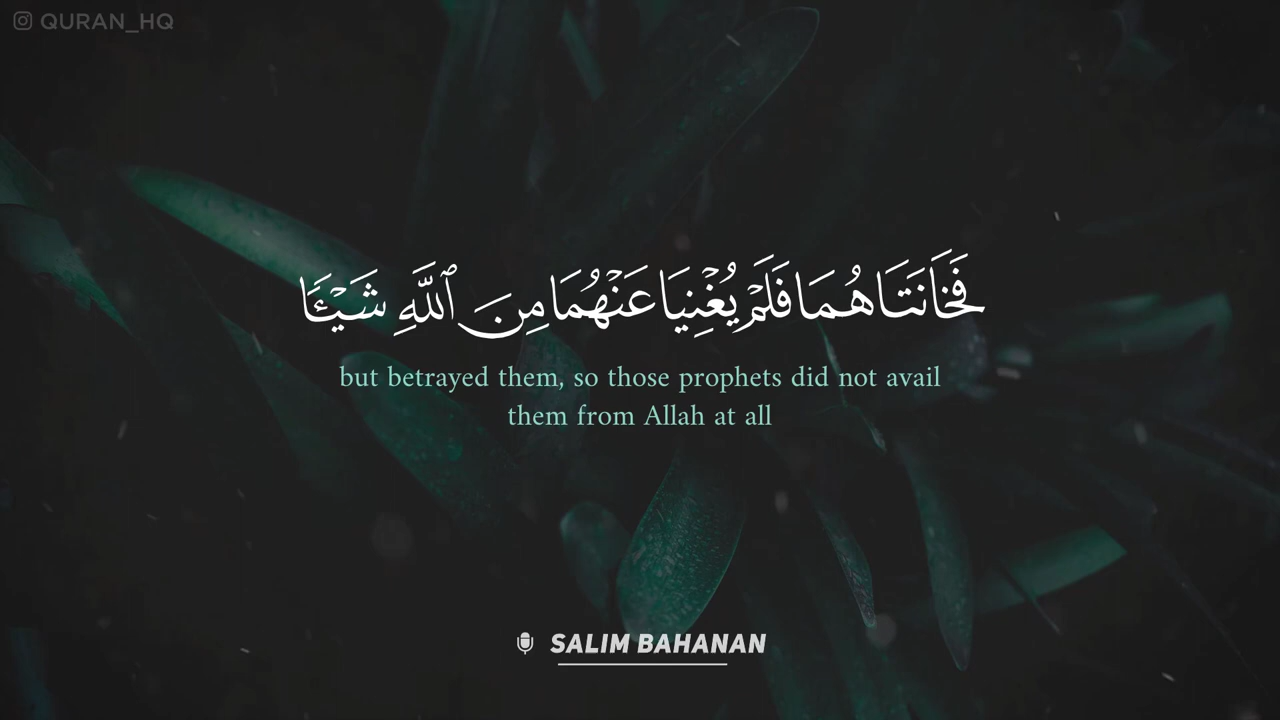 QURAN_HQ
فَخَانَتَاهُمَا فَلَمْ يُغْنِيَا عَنْهُمَا مِنَ ٱللَّهِ شَيْـًٔا
but betrayed them, so those prophets did not avail
them from Allah at all
SALIM BAHANAN